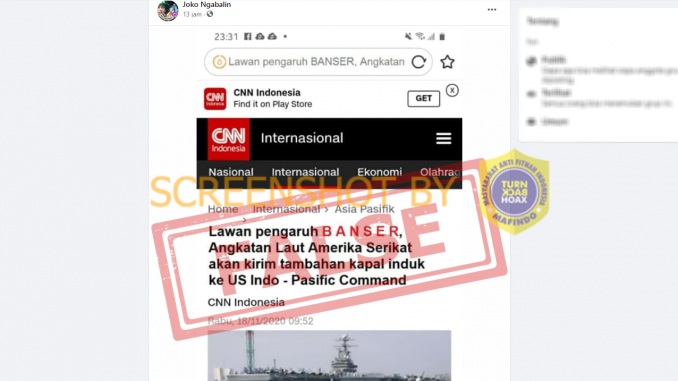 Joko Ngabalin
13 jam ·
23:31
Lawan pengaruh BANSER, Angkatan
CNN Indonesia
Find it on Play Store
GET
X
CNN
Indonesia
Internasional
Nasional Internasional Ekonomi Olahrag
SCREENSHOT BY
MASYARAKAT ANTI FITNAH INDONESIA
TURN
BACK
HOAX
MAFINDO
Home › Internasional › Asia Pasifik
FALSE
Lawan pengaruh B A N S E R,
Angkatan Laut Amerika Serikat
akan kirim tambahan kapal induk
ke US Indo - Pasific Command
CNN Indonesia
Rabu, 18/11/2020 09:52
Tentang
Publik
Terlihat
Umum